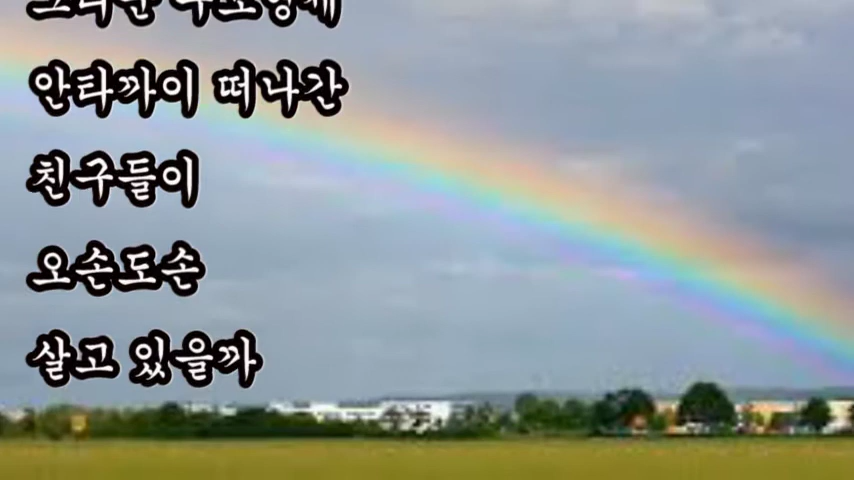 안타까이 떠나간
친구들이
오손도손
살고 있을까